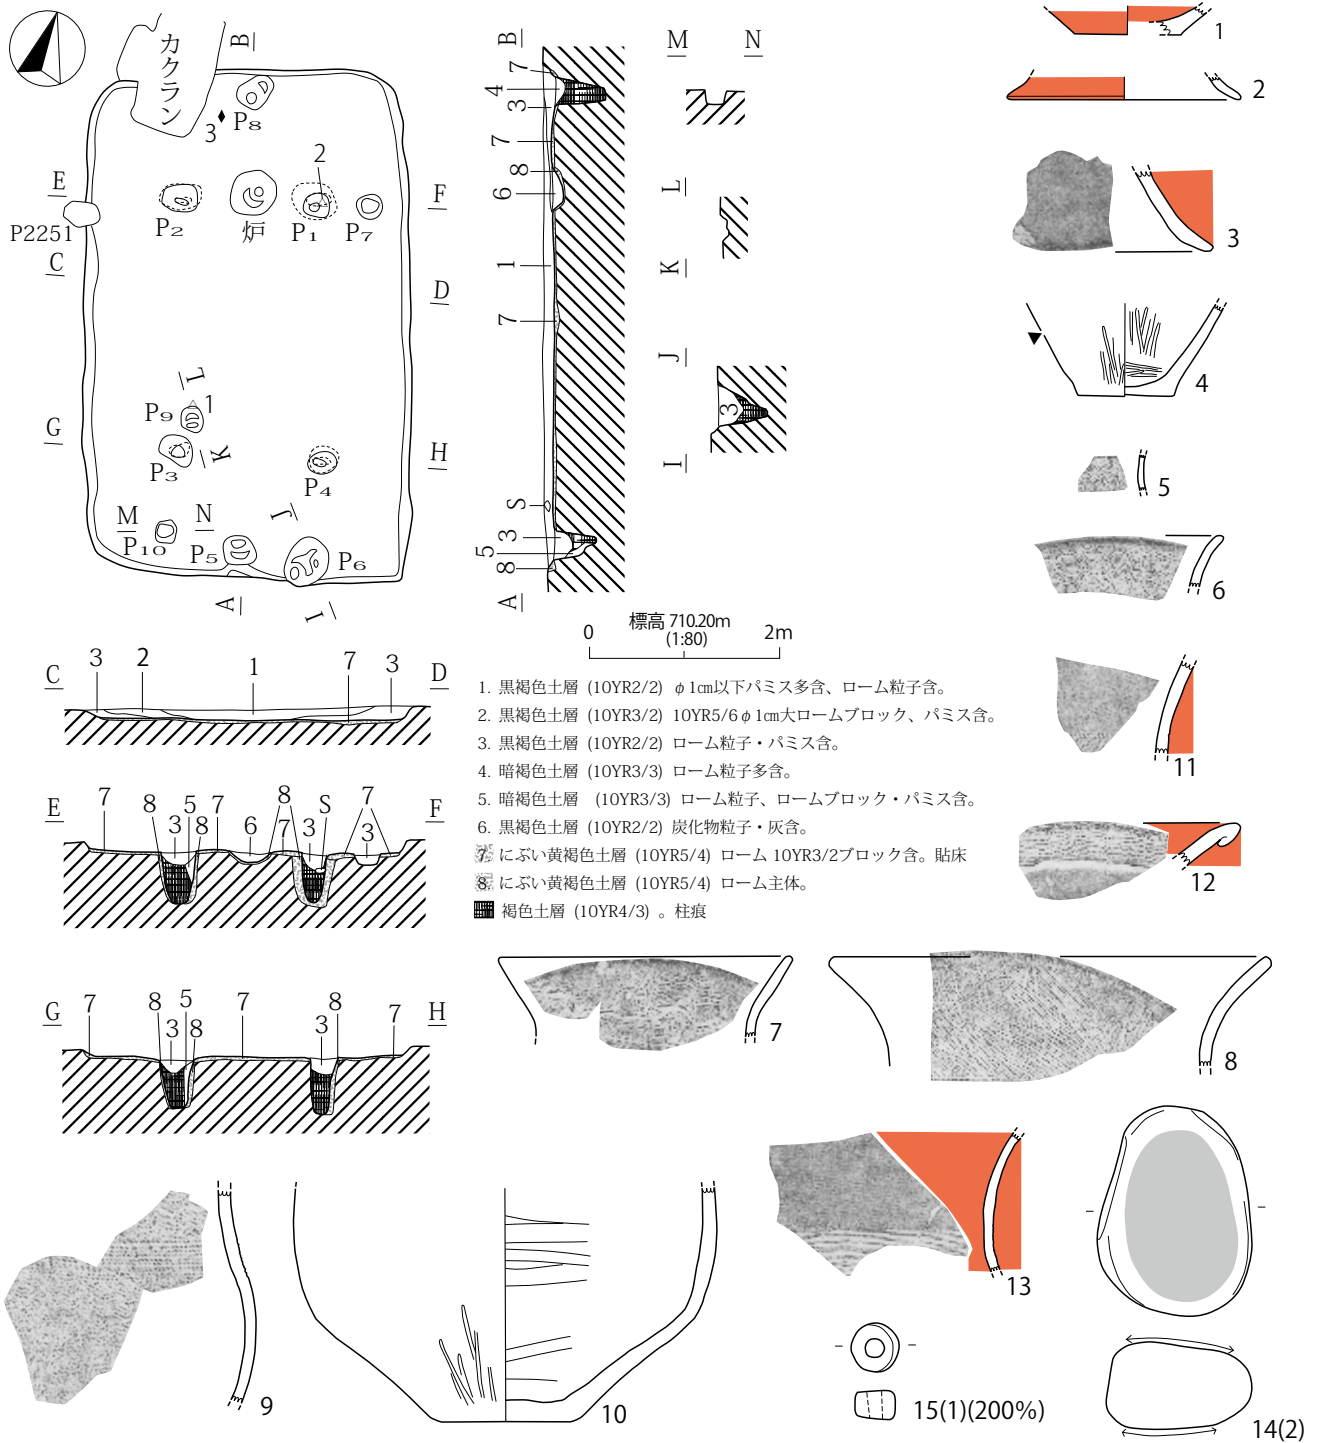 カクラン
B
3
P8
E
P2251
C
P2
炉
2
P1
P7
F
D
L
P9
1
G
P3
K
H
P4
M
P10
N
P5
J
P6
A
I
B
7
4
3
7
8
6
1
7
S
3
5
8
A
M
N
L
K
J
3
I
標高 710.20m
0
(1:80)
2m
C
3
2
1
7
3
D
E
7
8
3
5
8
7
6
8
7
3
S
7
3
F
G
7
8
3
5
8
7
3
8
7
H
1. 黒褐色土層 (10YR2/2) φ1㎝以下パミス多含、ローム粒子含。
2. 黒褐色土層 (10YR3/2) 10YR5/6φ1㎝大ロームブロック、パミス含。
3. 黒褐色土層 (10YR2/2) ローム粒子・パミス含。
4. 暗褐色土層 (10YR3/3) ローム粒子多含。
5. 暗褐色土層 (10YR3/3) ローム粒子、ロームブロック・パミス含。
6. 黒褐色土層 (10YR2/2) 炭化物粒子・灰含。
7. にぶい黄褐色土層 (10YR5/4) ローム 10YR3/2ブロック含。貼床
8. にぶい黄褐色土層 (10YR5/4) ローム主体。
褐色土層 (10YR4/3) 。柱痕
1
2
3
4
5
6
11
12
7
8
9
10
13
15(1)(200%)
14(2)